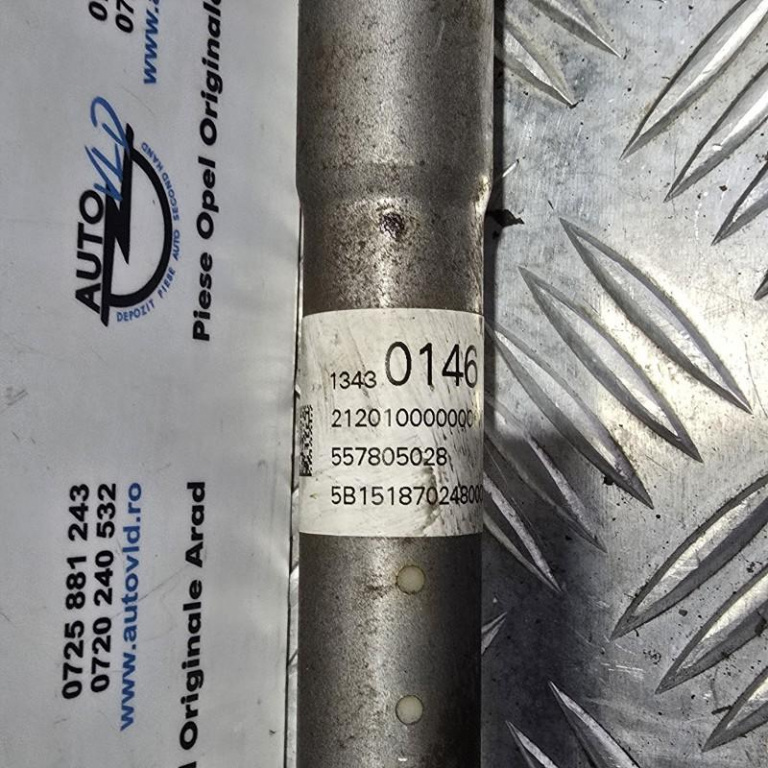 Piese Opel Originale
AUTO VLD
DEPOZIT PIESE AUTO SECOND HAND
1343 0146
212010000000
557805028
5B1518702480
0725 881 243
0720 240 532
www.autovld.ro
Originale Arad